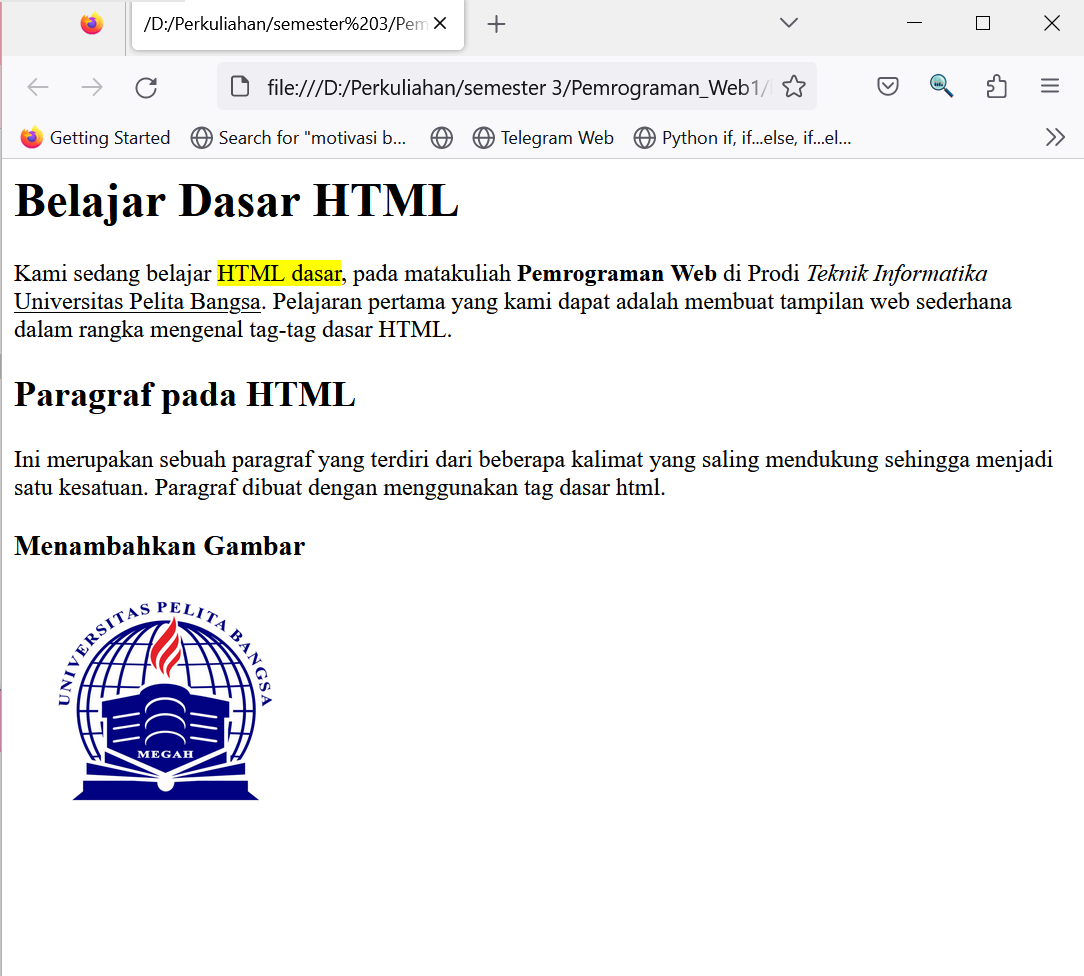 /D:/Perkuliahan/semester%203/Pem
file:///D:/Perkuliahan/semester 3/Pemrograman_Web1/
Getting Started
Search for "motivasi b...
Telegram Web
Python if, if...else, if...el...
Belajar Dasar HTML
Kami sedang belajar HTML dasar, pada matakuliah Pemrograman Web di Prodi Teknik Informatika
Universitas Pelita Bangsa. Pelajaran pertama yang kami dapat adalah membuat tampilan web sederhana
dalam rangka mengenal tag-tag dasar HTML.
Paragraf pada HTML
Ini merupakan sebuah paragraf yang terdiri dari beberapa kalimat yang saling mendukung sehingga menjadi
satu kesatuan. Paragraf dibuat dengan menggunakan tag dasar html.
Menambahkan Gambar
UNIVERSITAS PELITA BANGSA
MEGAH